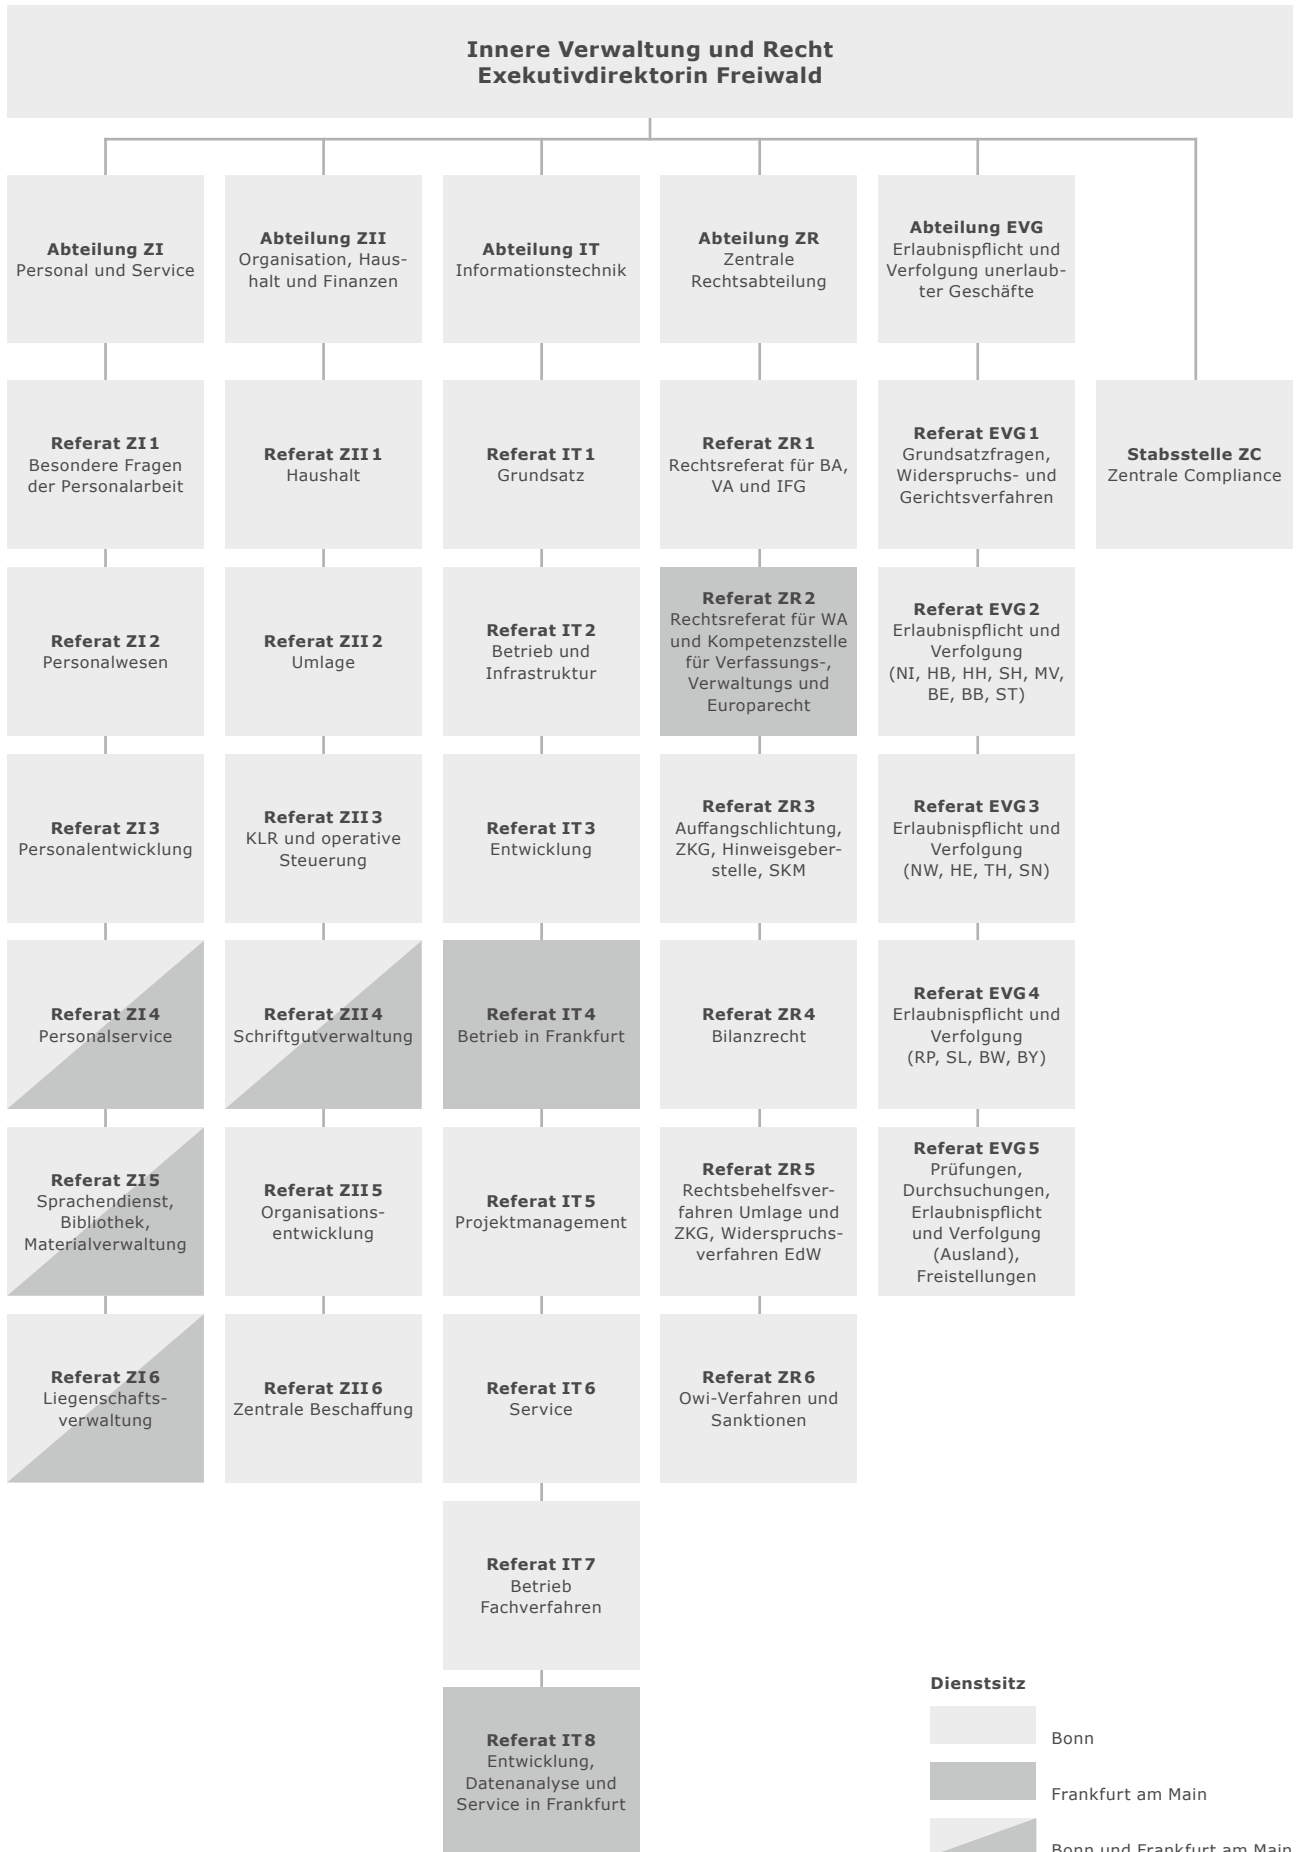 Innere Verwaltung und Recht
Exekutivdirektorin Freiwald
Abteilung ZI
Personal und Service
Abteilung ZII
Organisation, Haus-
halt und Finanzen
Abteilung IT
Informationstechnik
Abteilung ZR
Zentrale
Rechtsabteilung
Abteilung EVG
Erlaubnispflicht und
Verfolgung unerlaub-
ter Geschäfte
Referat ZI 1
Besondere Fragen
der Personalarbeit
Referat ZII 1
Haushalt
Referat IT 1
Grundsatz
Referat ZR 1
Rechtsreferat für BA,
VA und IFG
Referat EVG 1
Grundsatzfragen,
Widerspruchs- und
Gerichtsverfahren
Stabsstelle ZC
Zentrale Compliance
Referat ZI 2
Personalwesen
Referat ZII 2
Umlage
Referat IT 2
Betrieb und
Infrastruktur
Referat ZR 2
Rechtsreferat für WA
und Kompetenzstelle
für Verfassungs-,
Verwaltungs und
Europarecht
Referat EVG 2
Erlaubnispflicht und
Verfolgung
(NI, HB, HH, SH, MV,
BE, BB, ST)
Referat ZI 3
Personalentwicklung
Referat ZII 3
KLR und operative
Steuerung
Referat IT 3
Entwicklung
Referat ZR 3
Auffangschlichtung,
ZKG, Hinweisgeber-
stelle, SKM
Referat EVG 3
Erlaubnispflicht und
Verfolgung
(NW, HE, TH, SN)
Referat ZI 4
Personalservice
Referat ZII 4
Schriftgutverwaltung
Referat IT 4
Betrieb in Frankfurt
Referat ZR 4
Bilanzrecht
Referat EVG 4
Erlaubnispflicht und
Verfolgung
(RP, SL, BW, BY)
Referat ZI 5
Sprachendienst,
Bibliothek,
Materialverwaltung
Referat ZII 5
Organisations-
entwicklung
Referat IT 5
Projektmanagement
Referat ZR 5
Rechtsbehelfsver-
fahren Umlage und
ZKG, Widerspruchs-
verfahren EdW
Referat EVG 5
Prüfungen,
Durchsuchungen,
Erlaubnispflicht
und Verfolgung
(Ausland),
Freistellungen
Referat ZI 6
Liegenschafts-
verwaltung
Referat ZII 6
Zentrale Beschaffung
Referat IT 6
Service
Referat ZR 6
Owi-Verfahren und
Sanktionen
Referat IT 7
Betrieb
Fachverfahren
Referat IT 8
Entwicklung,
Datenanalyse und
Service in Frankfurt
Dienstsitz
Bonn
Frankfurt am Main
Bonn und Frankfurt am Main